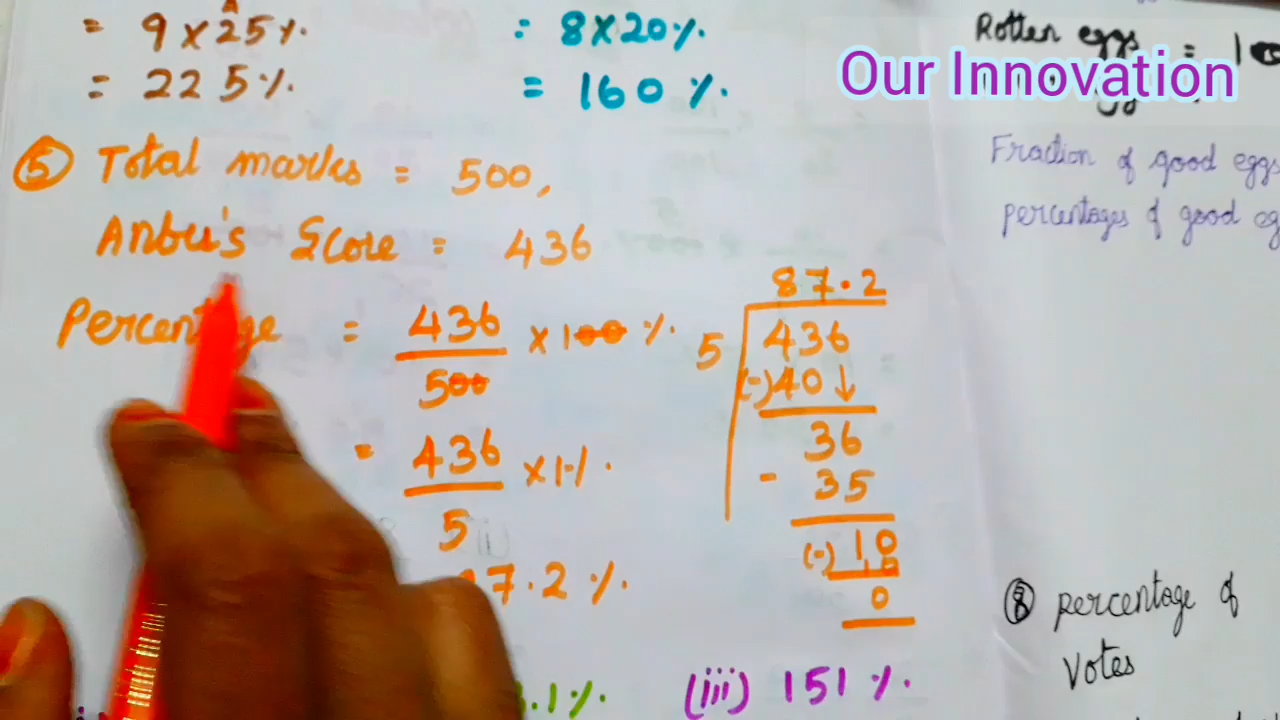 = 9 × 25 %.
= 225 %.
= 8 × 20 %.
= 160 %.
⑤ Total marks = 500,
Anbu's Score = 436
Percentage = 436/500 × 100 %.
= 436/5 × 1 %.
7.2 %.
87.2
5 436
(-) 40 ↓
36
- 35
(-) 10
10
0
.1 %.
(iii) 151 %.
Our Innovation
Rotten eggs =
Fraction of good eggs
percentages of good
⑧ percentage of
Votes